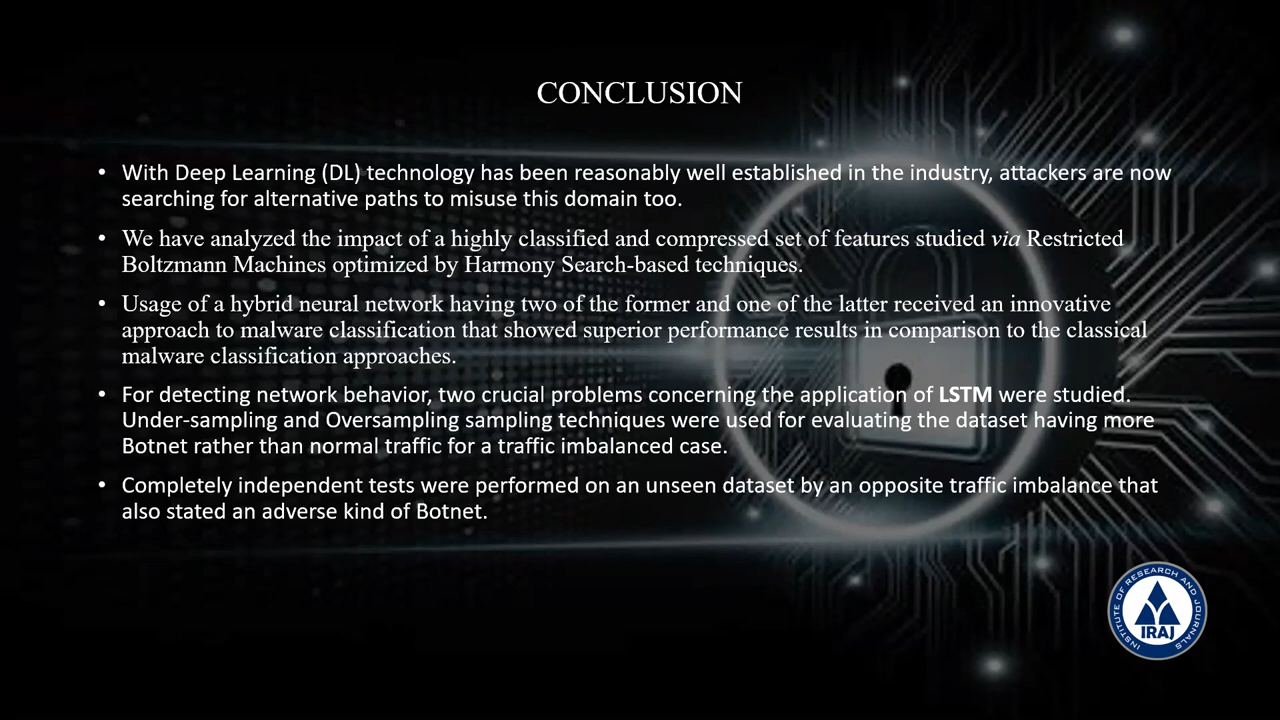 CONCLUSION
• With Deep Learning (DL) technology has been reasonably well established in the industry, attackers are now
searching for alternative paths to misuse this domain too.
• We have analyzed the impact of a highly classified and compressed set of features studied via Restricted
Boltzmann Machines optimized by Harmony Search-based techniques.
• Usage of a hybrid neural network having two of the former and one of the latter received an innovative
approach to malware classification that showed superior performance results in comparison to the classical
malware classification approaches.
• For detecting network behavior, two crucial problems concerning the application of LSTM were studied.
Under-sampling and Oversampling sampling techniques were used for evaluating the dataset having more
Botnet rather than normal traffic for a traffic imbalanced case.
• Completely independent tests were performed on an unseen dataset by an opposite traffic imbalance that
also stated an adverse kind of Botnet.
INSTITUTE OF RESEARCH AND JOURNALS
IRAJ